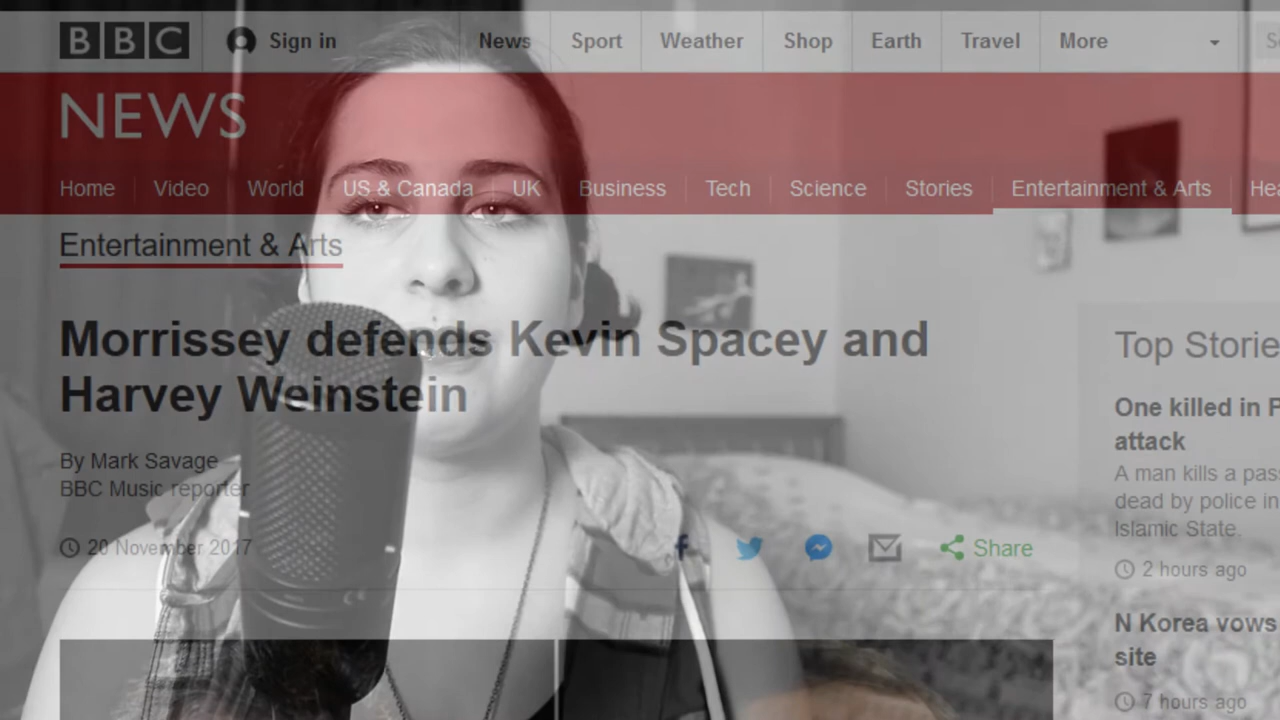 BBC Sign in News Sport Weather Shop Earth Travel More
NEWS
Home Video World US & Canada UK Business Tech Science Stories Entertainment & Arts
Entertainment & Arts
Morrissey defends Kevin Spacey and
Harvey Weinstein
By Mark Savage
BBC Music reporter
20 November 2017
Share
Top Storie
One killed in P
attack
A man kills a pas
dead by police in
Islamic State.
2 hours ago
N Korea vows
site
7 hours ago